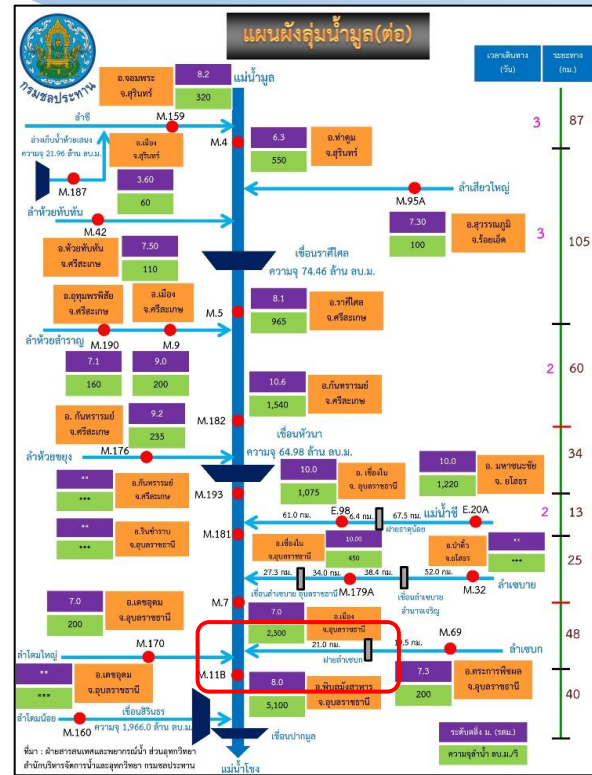 แผนผังลุ่มน้ำมูล(ต่อ)
กรมชลประทาน
เวลาเดินทาง
(วัน)
ระยะทาง
(กม.)
อ.จอมพระ
จ.สุรินทร์
8.2
320
แม่น้ำมูล
ลำชี
M.159
3
87
อ่างเก็บน้ำห้วยเสนง
ความจุ 21.96 ล้าน ลบ.ม.
อ.เมือง
จ.สุรินทร์
M.4
6.3
550
อ.ท่าตูม
จ.สุรินทร์
M.187
3.60
60
M.95A
ลำเสียวใหญ่
ลำห้วยทับทัน
M.42
7.30
100
อ.สุวรรณภูมิ
จ.ร้อยเอ็ด
3
105
อ.ห้วยทับทัน
จ.ศรีสะเกษ
7.50
110
เขื่อนราศีไศล
ความจุ 74.46 ล้าน ลบ.ม.
อ.อุทุมพรพิสัย
จ.ศรีสะเกษ
อ.เมือง
จ.ศรีสะเกษ
M.5
8.1
965
อ.ราศีไศล
จ.ศรีสะเกษ
ลำห้วยสำราญ
M.190
M.9
7.1
160
9.0
200
2
60
10.6
1,540
อ.กันทรารมย์
จ.ศรีสะเกษ
M.182
อ. กันทรารมย์
จ.ศรีสะเกษ
9.2
235
เขื่อนหัวนา
ความจุ 64.98 ล้าน ลบ.ม.
34
ลำห้วยขยุง
M.176
**
***
อ.กันทรารมย์
จ.ศรีสะเกษ
M.193
10.0
1,075
อ. เขื่องใน
จ. อุบลราชธานี
10.0
1,220
อ. มหาชนะชัย
จ. ยโสธร
**
***
อ.วารินชำราบ
จ.อุบลราชธานี
M.181
61.0 กม.
E.98
6.4 กม.
67.5 กม.
แม่น้ำชี
E.20A
ฝายธาตุน้อย
2
13
อ.เขื่องใน
จ.อุบลราชธานี
10.00
450
อ.ป่าติ้ว
จ.ยโสธร
**
***
25
27.3 กม.
34.0 กม.
38.4 กม.
52.0 กม.
เขื่อนลำเซบาย อุบลราชธานี
M.179A
เขื่อนลำเซบาย
อำนาจเจริญ
M.32
ลำเซบาย
7.0
200
อ.เดชอุดม
จ.อุบลราชธานี
M.7
7.0
2,300
อ.เมือง
จ.อุบลราชธานี
48
ลำโดมใหญ่
M.170
21.0 กม.
19.5 กม.
ฝายลำเซบก
M.69
ลำเซบก
**
***
อ.เดชอุดม
จ.อุบลราชธานี
M.11B
8.0
5,100
อ.พิบูลมังสาหาร
จ.อุบลราชธานี
7.3
200
อ.ตระการพืชผล
จ.อุบลราชธานี
40
ลำโดมน้อย
M.160
เขื่อนสิรินธร
ความจุ 1,966.0 ล้าน ลบ.ม.
เขื่อนปากมูล
แม่น้ำโขง
ระดับตลิ่ง ม. (รสม.)
ความจุลำน้ำ ลบ.ม./วิ
ที่มา : ฝ่ายสารสนเทศและพยากรณ์น้ำ ส่วนอุทกวิทยา
สำนักบริหารจัดการน้ำและอุทกวิทยา กรมชลประทาน